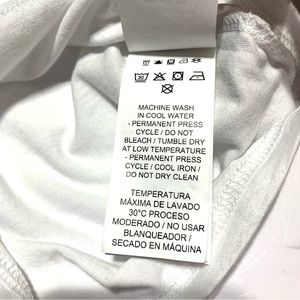 MACHINE WASH
IN COOL WATER
- PERMANENT PRESS
CYCLE / DO NOT
BLEACH / TUMBLE DRY
AT LOW TEMPERATURE
- PERMANENT PRESS
CYCLE / COOL IRON /
DO NOT DRY CLEAN
TEMPERATURA
MÁXIMA DE LAVADO
30°C PROCESO
MODERADO / NO USAR
BLANQUEADOR /
SECADO EN MÁQUINA